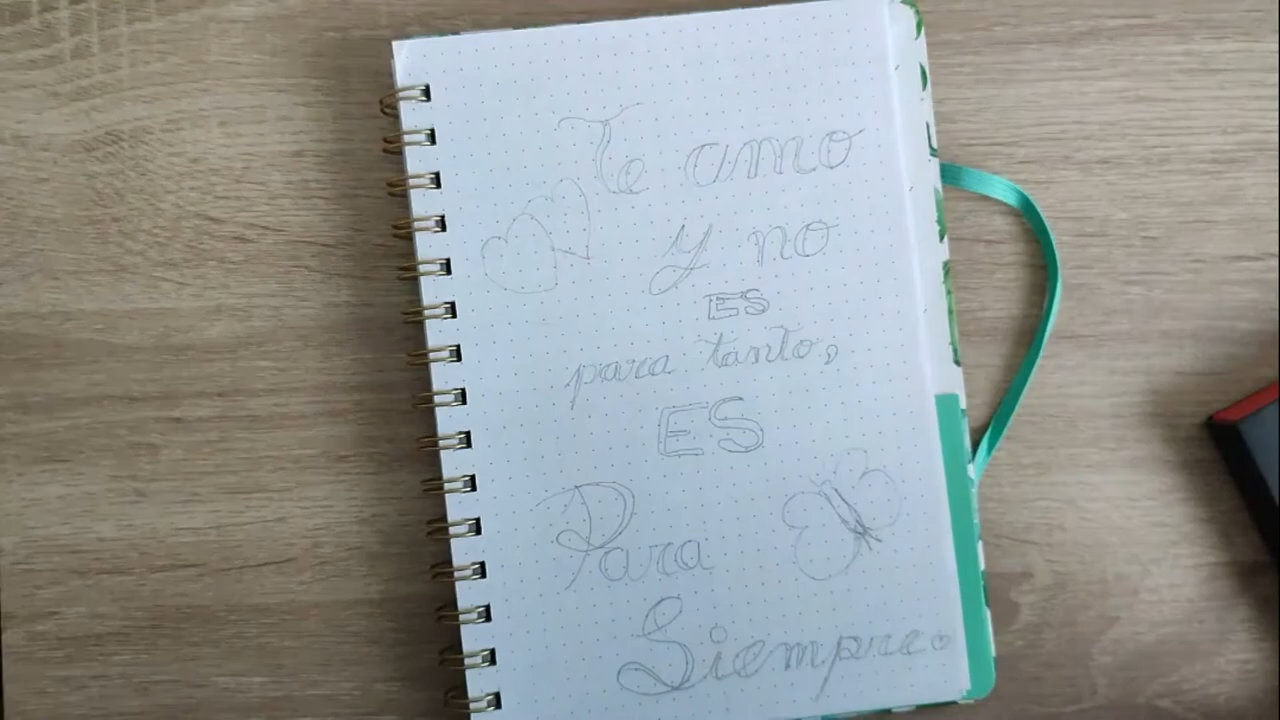 Te amo
y no
ES
para tanto,
ES
Para
Siempre.